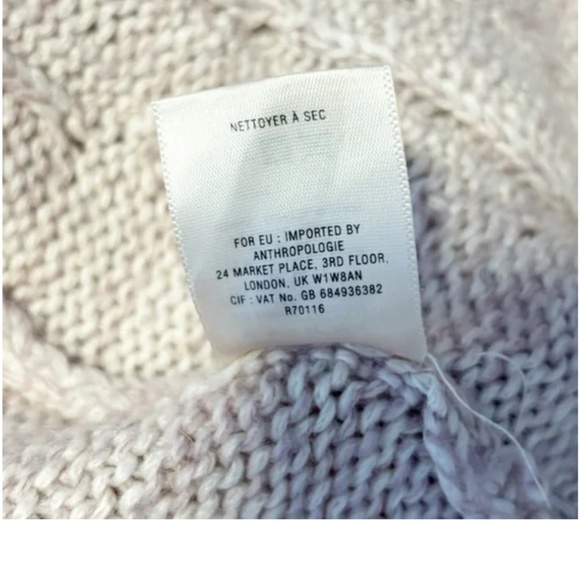 NETTOYER À SEC
FOR EU : IMPORTED BY
ANTHROPOLOGIE
24 MARKET PLACE, 3RD FLOOR,
LONDON, UK W1W8AN
CIF : VAT No. GB 684936382
R70116